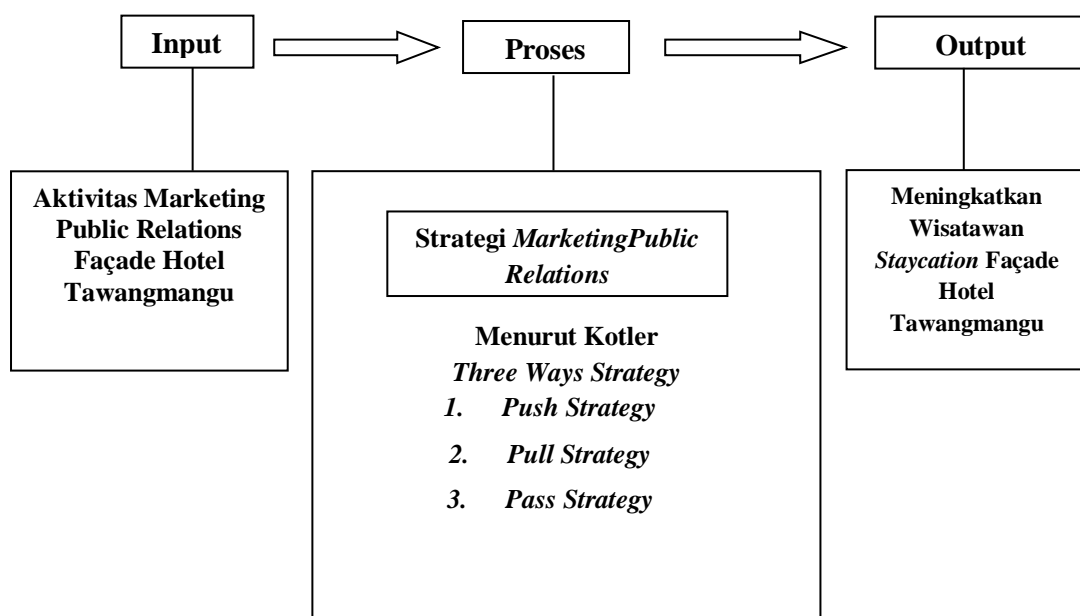 Input
Proses
Output
Aktivitas Marketing
Public Relations
Façade Hotel
Tawangmangu
Strategi MarketingPublic
Relations
Menurut Kotler
Three Ways Strategy
1. Push Strategy
2. Pull Strategy
3. Pass Strategy
Meningkatkan
Wisatawan
Staycation Façade
Hotel
Tawangmangu